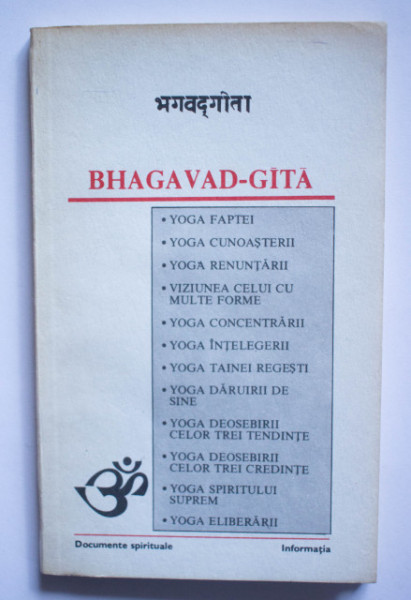 भगवद्गीता
BHAGAVAD-GĪTĀ
• YOGA FAPTEI
• YOGA CUNOAŞTERII
• YOGA RENUNŢĂRII
• VIZIUNEA CELUI CU
MULTE FORME
• YOGA CONCENTRĂRII
• YOGA ÎNŢELEGERII
• YOGA TAINEI REGEŞTI
• YOGA DĂRUIRII DE
SINE
• YOGA DEOSEBIRII
CELOR TREI TENDINŢE
• YOGA DEOSEBIRII
CELOR TREI CREDINŢE
• YOGA SPIRITULUI
SUPREM
• YOGA ELIBERĂRII
ॐ
Documente spirituale Informaţia